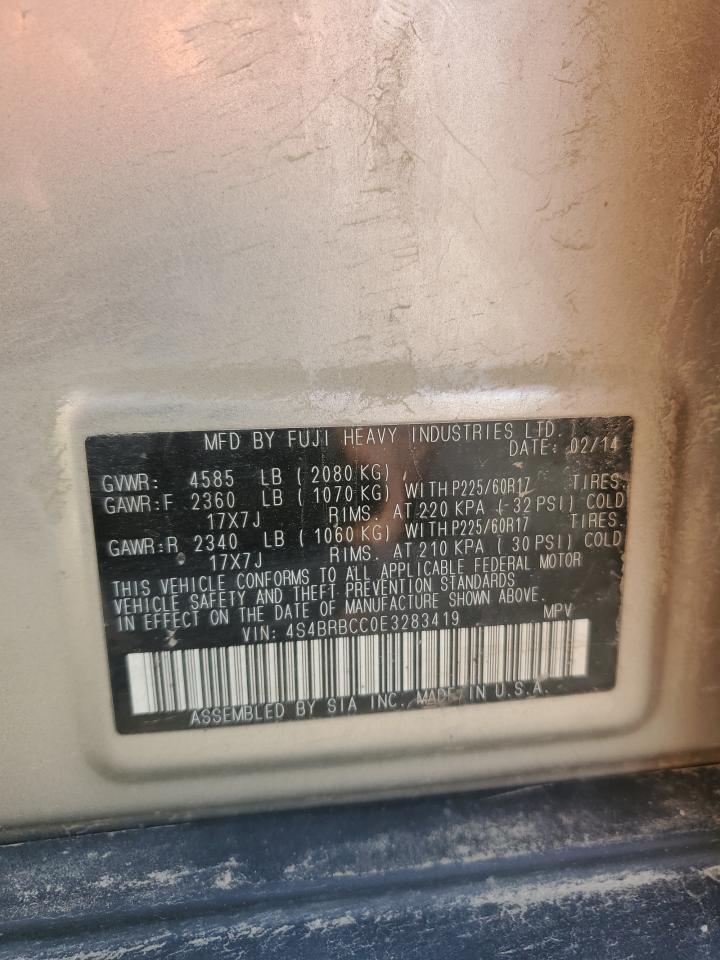 MFD BY FUJI HEAVY INDUSTRIES LTD.
DATE: 02/14
GVWR: 4585 LB ( 2080 KG)
GAWR:F 2360 LB ( 1070 KG) WITH P225/60R17 TIRES.
17X7J RIMS. AT 220 KPA (-32 PSI) COLD
GAWR:R 2340 LB ( 1060 KG) WITH P225/60R17 TIRES.
17X7J RIMS. AT 210 KPA ( 30 PSI) COLD
THIS VEHICLE CONFORMS TO ALL APPLICABLE FEDERAL MOTOR
VEHICLE SAFETY AND THEFT PREVENTION STANDARDS
IN EFFECT ON THE DATE OF MANUFACTURE SHOWN ABOVE.
VIN: 4S4BRBCC0E3283419 MPV
ASSEMBLED BY SIA INC. MADE IN U.S.A.